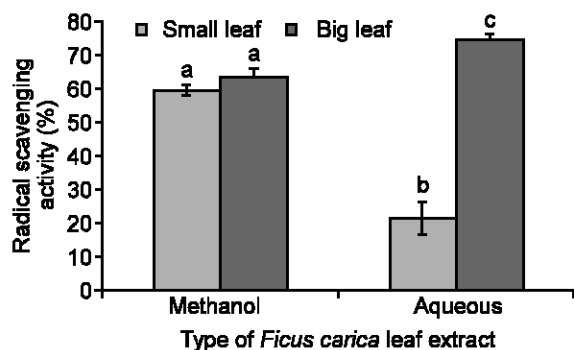 Radical scavenging
activity (%)
80
70
60
50
40
30
20
10
0
Small leaf Big leaf
a a b c
Methanol Aqueous
Type of Ficus carica leaf extract